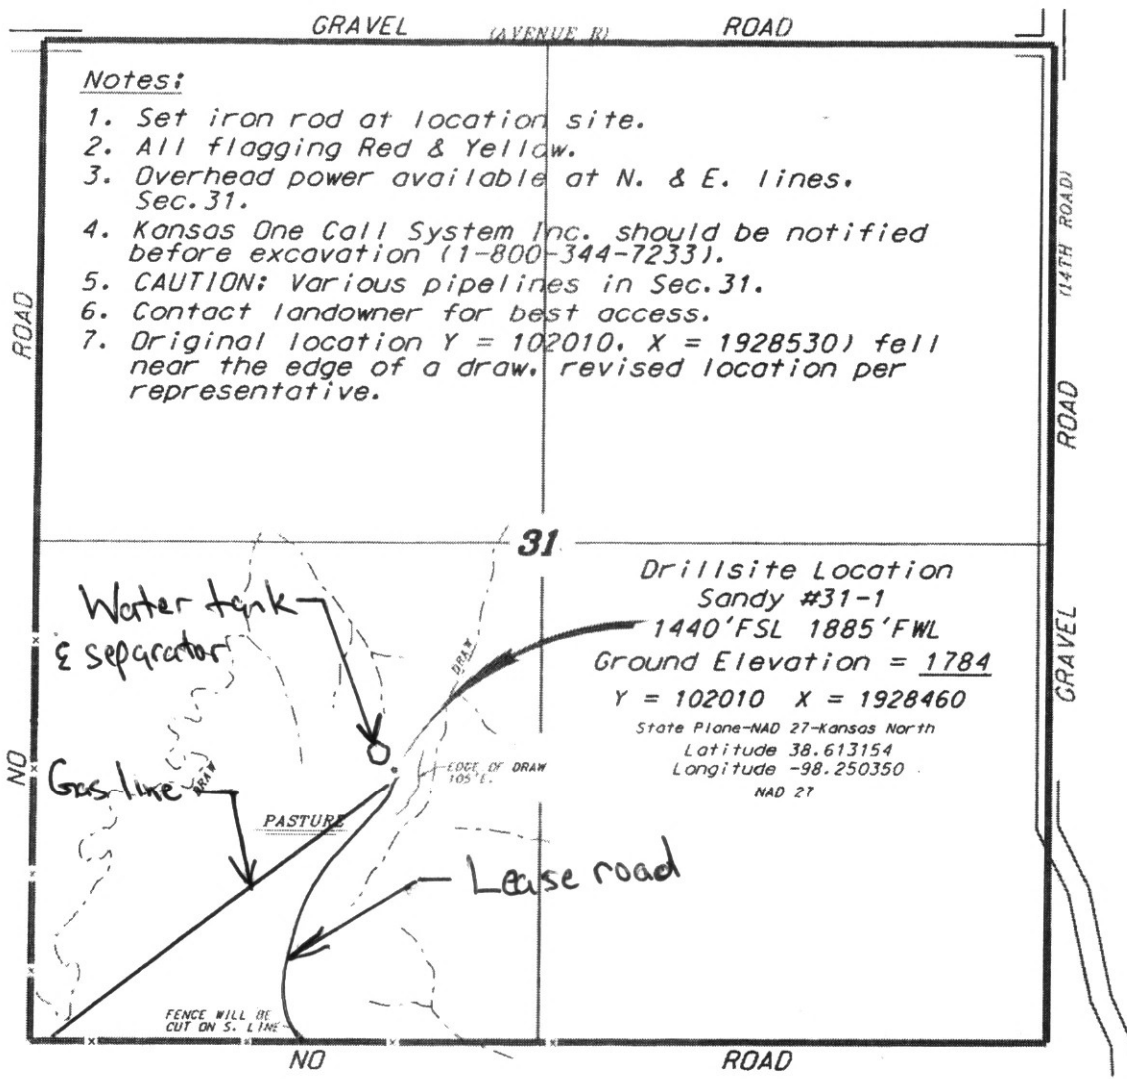 GRAVEL (AVENUE R) ROAD
Notes:
1. Set iron rod at location site.
2. All flagging Red & Yellow.
3. Overhead power available at N. & E. lines.
Sec.31.
4. Kansas One Call System Inc. should be notified
before excavation (1-800-344-7233).
5. CAUTION: Various pipelines in Sec.31.
6. Contact landowner for best access.
7. Original location Y = 102010. X = 1928530) fell
near the edge of a draw. revised location per
representative.
ROAD
(14TH ROAD)
ROAD
31
Drillsite Location
Sandy #31-1
1440'FSL 1885'FWL
Ground Elevation = 1784
Y = 102010 X = 1928460
State Plane-NAD 27-Kansas North
Latitude 38.613154
Longitude -98.250350
NAD 27
Water tank
& separator
DRAW
GRAVEL
NO
Gas line
DRAW
EDGE OF DRAW
105'E.
PASTURE
Lease road
FENCE WILL BE
CUT ON S. LINE
NO ROAD